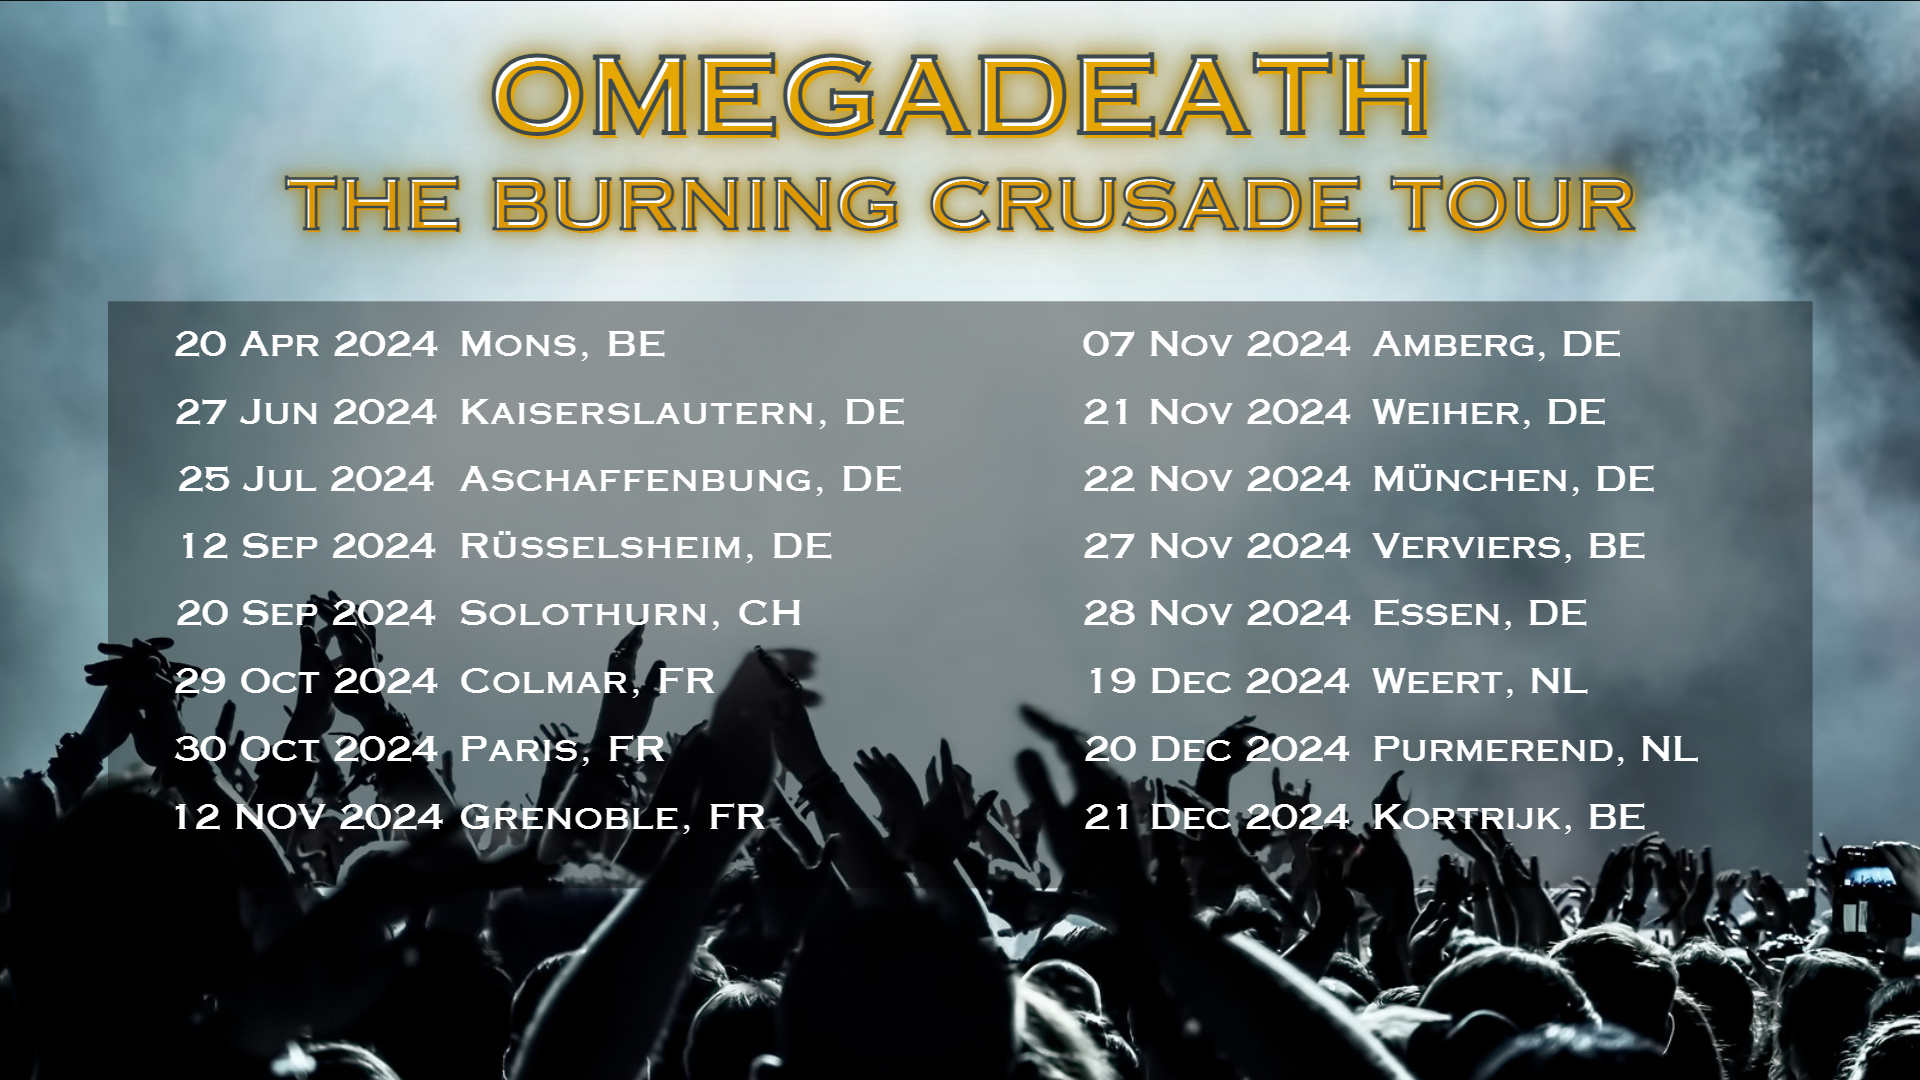 OMEGADEATH
THE BURNING CRUSADE TOUR
20 Apr 2024 Mons, BE
27 Jun 2024 Kaiserslautern, DE
25 Jul 2024 Aschaffenbung, DE
12 Sep 2024 Rüsselsheim, DE
20 Sep 2024 Solothurn, CH
29 Oct 2024 Colmar, FR
30 Oct 2024 Paris, FR
12 NOV 2024 Grenoble, FR
07 Nov 2024 Amberg, DE
21 Nov 2024 Weiher, DE
22 Nov 2024 München, DE
27 Nov 2024 Verviers, BE
28 Nov 2024 Essen, DE
19 Dec 2024 Weert, NL
20 Dec 2024 Purmerend, NL
21 Dec 2024 Kortrijk, BE